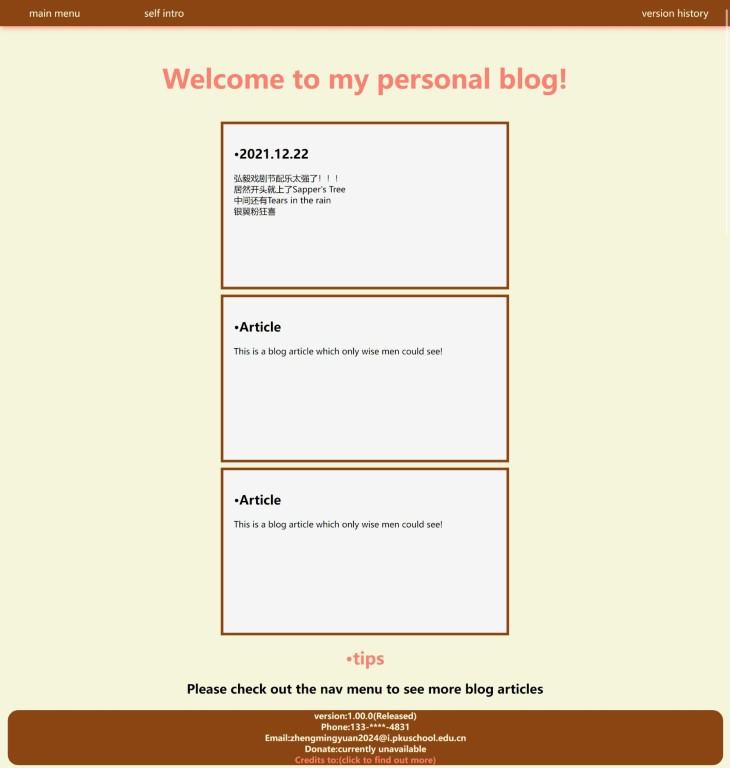 main menu
self intro
version history
Welcome to my personal blog!
•2021.12.22
弘毅戏剧节配乐太强了！！！
居然开头就上了Sapper's Tree
中间还有Tears in the rain
银翼粉狂喜
•Article
This is a blog article which only wise men could see!
•Article
This is a blog article which only wise men could see!
•tips
Please check out the nav menu to see more blog articles
version:1.00.0(Released)
Phone:133-****-4831
Email:zhengmingyuan2024@i.pkuschool.edu.cn
Donate:currently unavailable
Credits to:(click to find out more)